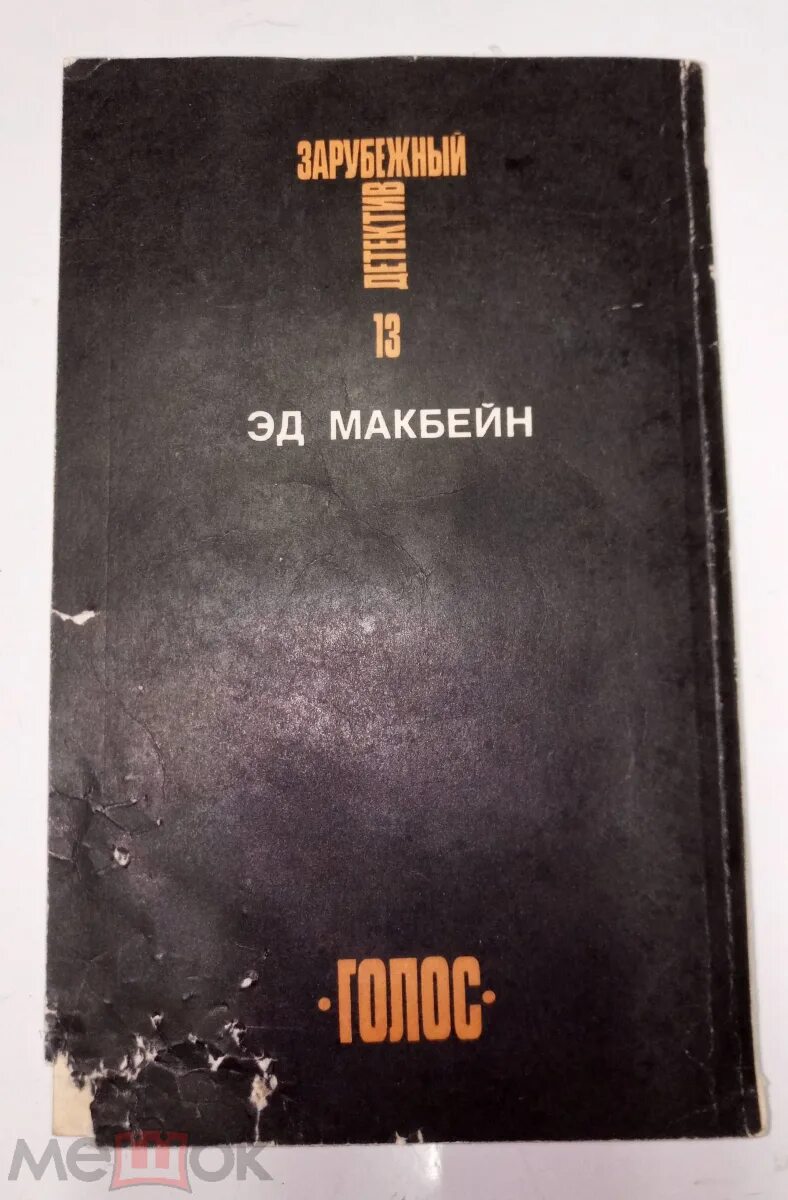 ЗАРУБЕЖНЫЙ
ДЕТЕКТИВ
13
ЭД МАКБЕЙН
·ГОЛОС·
мешок